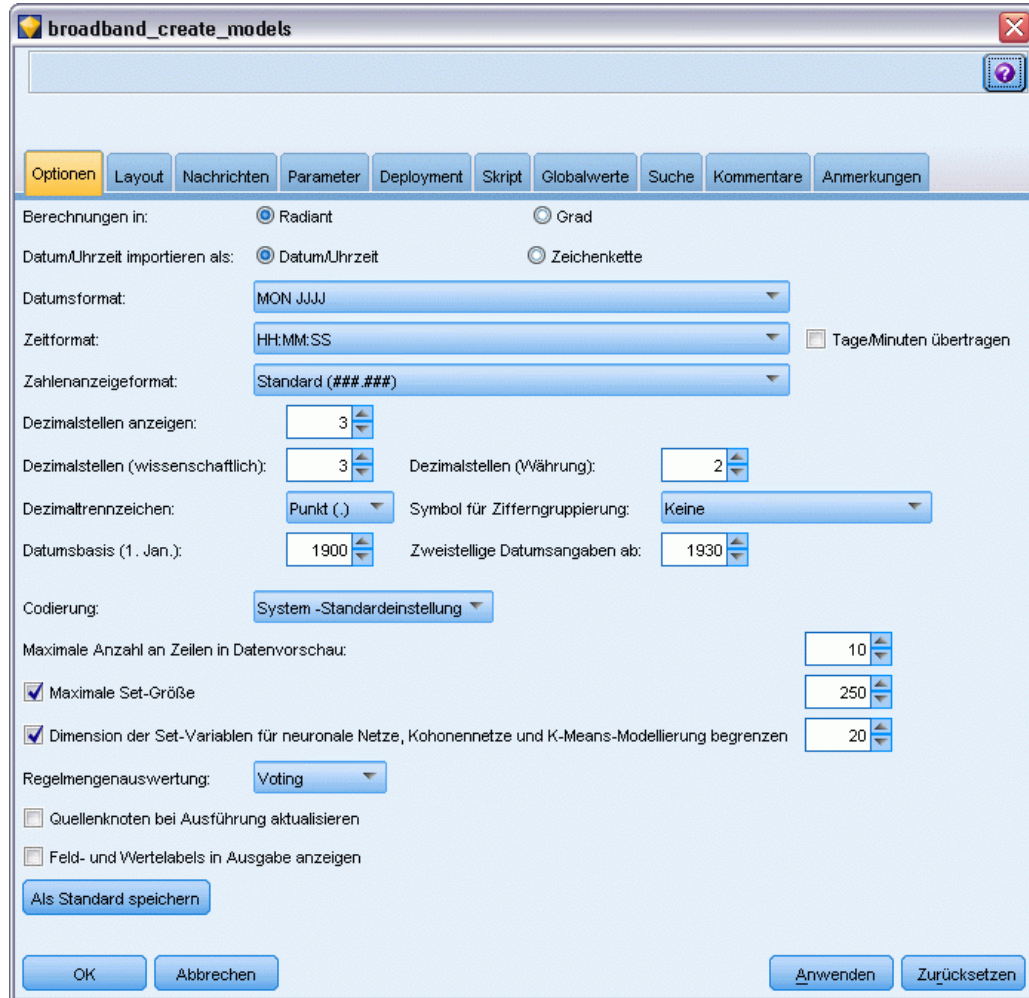 broadband_create_models
?
Optionen Layout Nachrichten Parameter Deployment Skript Globalwerte Suche Kommentare Anmerkungen
Berechnungen in: Radiant Grad
Datum/Uhrzeit importieren als: Datum/Uhrzeit Zeichenkette
Datumsformat: MON JJJJ
Zeitformat: HH:MM:SS Tage/Minuten übertragen
Zahlenanzeigeformat: Standard (###.###)
Dezimalstellen anzeigen: 3
Dezimalstellen (wissenschaftlich): 3 Dezimalstellen (Währung): 2
Dezimaltrennzeichen: Punkt (.) Symbol für Zifferngruppierung: Keine
Datumsbasis (1. Jan.): 1900 Zweistellige Datumsangaben ab: 1930
Codierung: System -Standardeinstellung
Maximale Anzahl an Zeilen in Datenvorschau: 10
Maximale Set-Größe 250
Dimension der Set-Variablen für neuronale Netze, Kohonennetze und K-Means-Modellierung begrenzen 20
Regelmengenauswertung: Voting
Quellenknoten bei Ausführung aktualisieren
Feld- und Wertelabels in Ausgabe anzeigen
Als Standard speichern
OK Abbrechen Anwenden Zurücksetzen